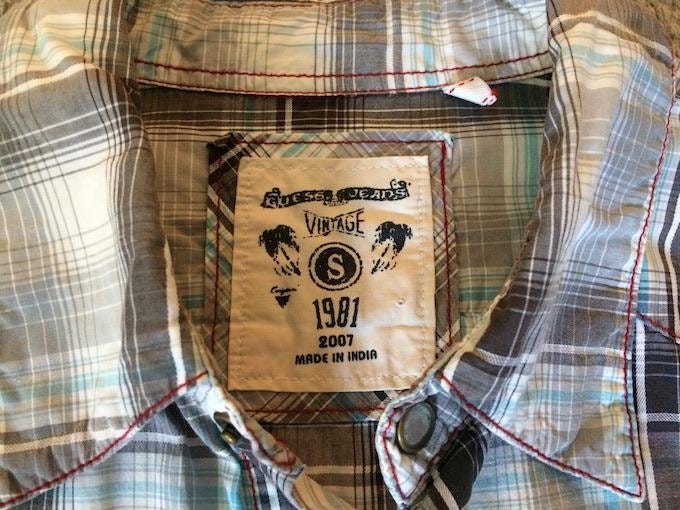 GUESS JEANS
VINTAGE
S
1981
2007
MADE IN INDIA